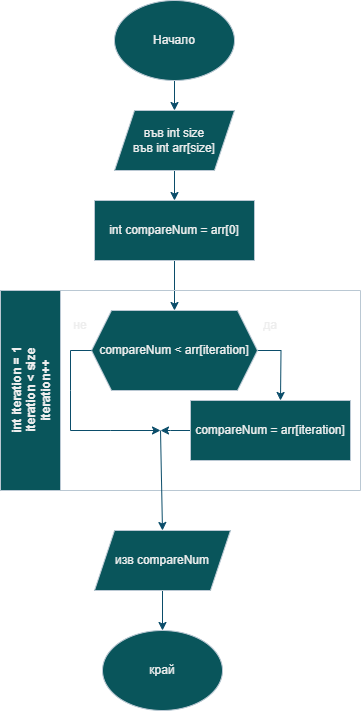 Начало
във int size
във int arr[size]
int compareNum = arr[0]
int Iteration = 1
Iteration < size
Iteration++
не
да
compareNum < arr[iteration]
compareNum = arr[iteration]
изв compareNum
край